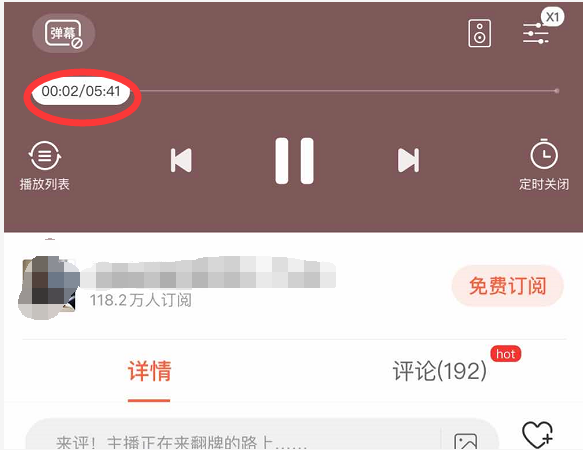 弹幕
X1
00:02/05:41
播放列表
定时关闭
118.2万人订阅
免费订阅
详情
评论(192)
hot
来评！主播正在来翻牌的路上......